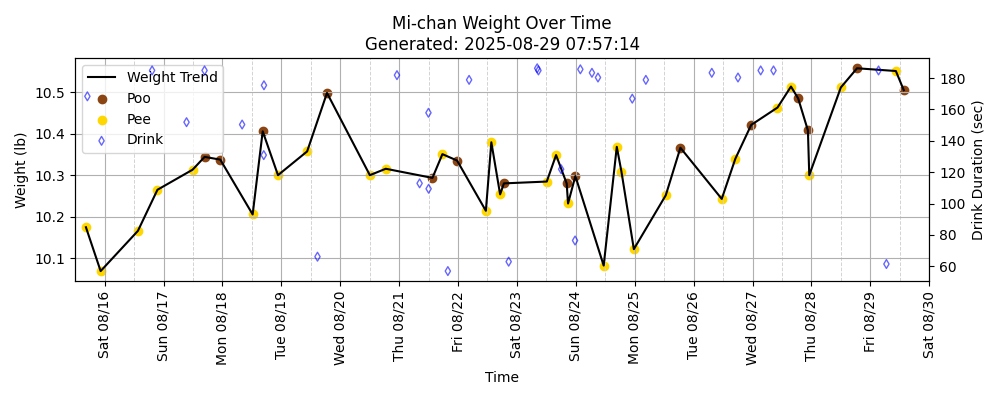 Mi-chan Weight Over Time
Generated: 2025-08-29 07:57:14
Weight Trend
Poo
Pee
Drink
Weight (lb)
10.5
10.4
10.3
10.2
10.1
180
160
140
120
100
80
60
Drink Duration (sec)
Sat 08/16
Sun 08/17
Mon 08/18
Tue 08/19
Wed 08/20
Thu 08/21
Fri 08/22
Sat 08/23
Sun 08/24
Mon 08/25
Tue 08/26
Wed 08/27
Thu 08/28
Fri 08/29
Sat 08/30
Time